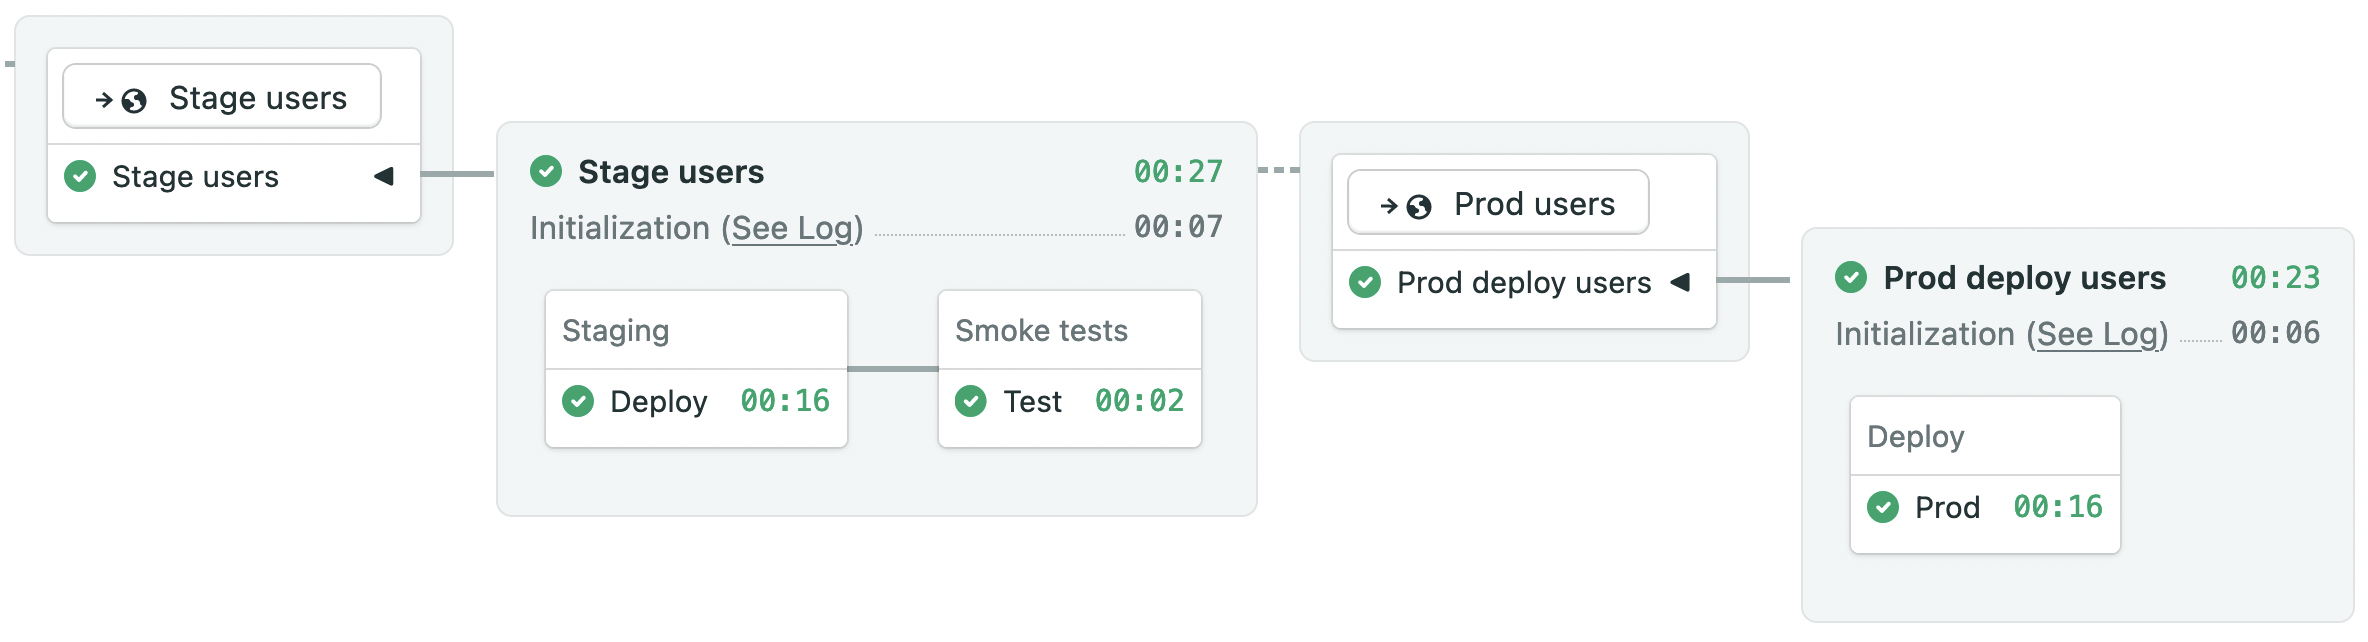 Stage users
Stage users
Stage users 00:27
Initialization (See Log) 00:07
Staging
Deploy 00:16
Smoke tests
Test 00:02
Prod users
Prod deploy users
Prod deploy users 00:23
Initialization (See Log) 00:06
Deploy
Prod 00:16